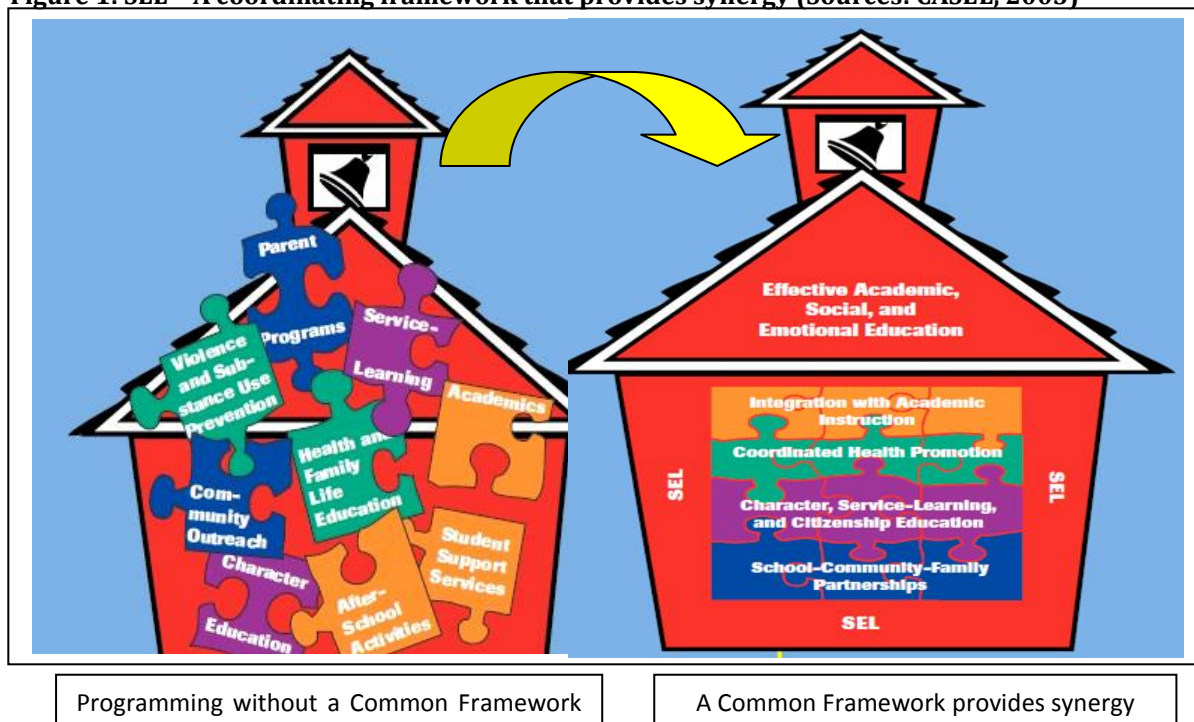 Figure 1: SEL – A coordinating framework that provides synergy (Sources: CASEL, 2003)
Parent
Programs
Service-
Learning
Violence
and Sub-
stance Use
Prevention
Academics
Health and
Family
Life
Education
Com-
munity
Outreach
Student
Support
Services
Character
Education
After-
School
Activities
Effective Academic,
Social, and
Emotional Education
Integration with Academic
Instruction
Coordinated Health Promotion
SEL
SEL
Character, Service-Learning,
and Citizenship Education
School-Community-Family
Partnerships
SEL
Programming without a Common Framework
A Common Framework provides synergy